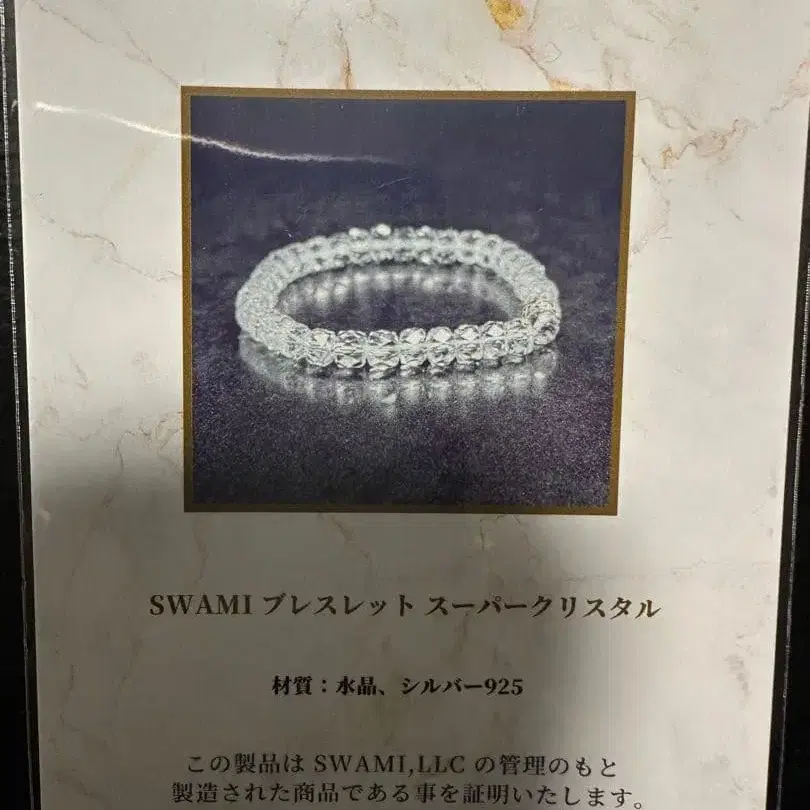 SWAMI ブレスレット スーパークリスタル
材質：水晶、シルバー925
この製品は SWAMI,LLC の管理のもと
製造された商品である事を証明いたします。